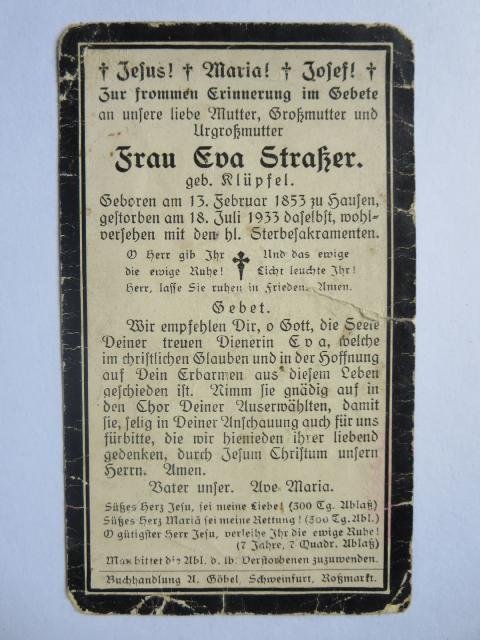 † Jesus! † Maria! † Josef! †
Zur frommen Erinnerung im Gebete
an unsere liebe Mutter, Großmutter und
Urgroßmutter
Frau Eva Straßer.
geb. Klüpfel.
Geboren am 13. Februar 1853 zu Hausen,
gestorben am 18. Juli 1933 daselbst, wohl-
versehen mit den hl. Sterbesakramenten.
O Herr gib Ihr † Und das ewige
die ewige Ruhe! Licht leuchte Ihr!
Herr, lasse Sie ruhen in Frieden. Amen.
Gebet.
Wir empfehlen Dir, o Gott, die Seele
Deiner treuen Dienerin Eva, welche
im christlichen Glauben und in der Hoffnung
auf Dein Erbarmen aus diesem Leben
geschieden ist. Nimm sie gnädig auf in
den Chor Deiner Auserwählten, damit
sie, selig in Deiner Anschauung auch für uns
fürbitte, die wir hienieden ihrer liebend
gedenken, durch Jesum Christum unsern
Herrn. Amen.
Vater unser. Ave Maria.
Süßes Herz Jesu, sei meine Liebe! (300 Tg. Ablaß)
Süßes Herz Mariä sei meine Rettung! (300 Tg. Abl.)
O gütigster Herr Jesu, verleihe Ihr die ewige Ruhe!
(7 Jahre, 7 Quadr. Ablaß)
Man bittet die Abl. d. lb. Verstorbenen zuzuwenden.
Buchhandlung A. Göbel, Schweinfurt, Roßmarkt.